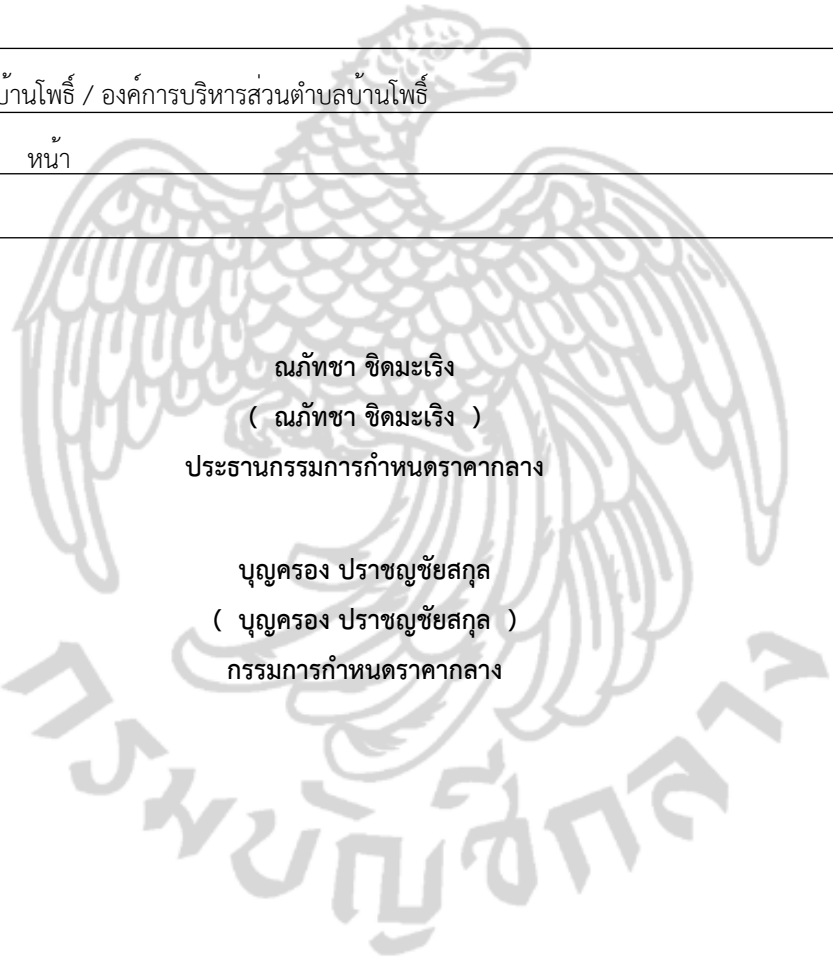 บ้านโพธิ์ / องค์การบริหารส่วนตำบลบ้านโพธิ์
หน้า
ณภัทชา ชิดมะเริง
( ณภัทชา ชิดมะเริง )
ประธานกรรมการกำหนดราคากลาง
บุญครอง ปราชญชัยสกุล
( บุญครอง ปราชญชัยสกุล )
กรรมการกำหนดราคากลาง
กรมบัญชีกลาง